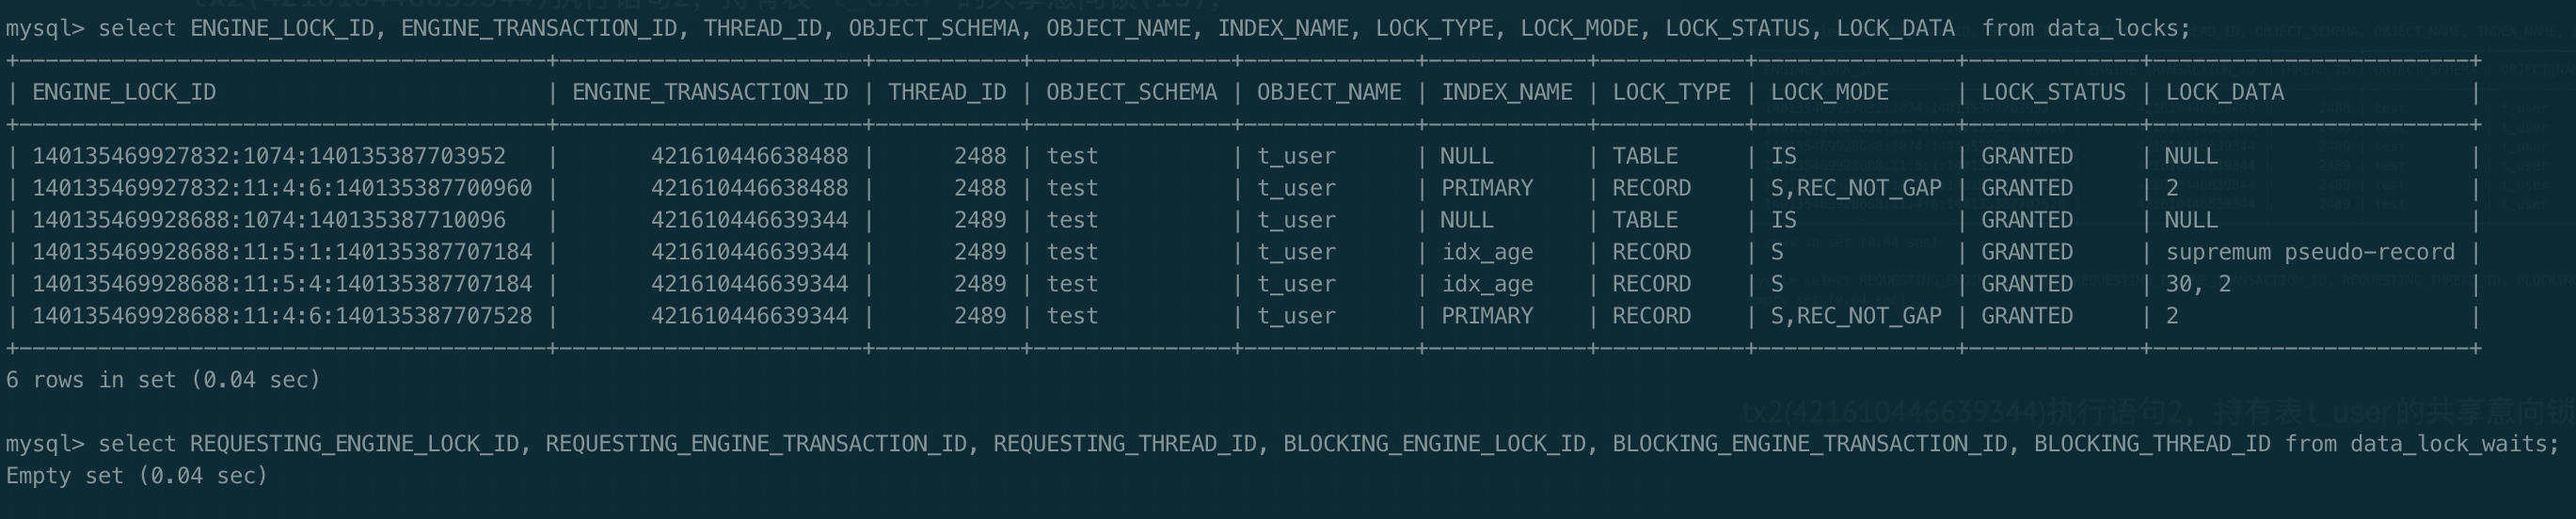 mysql> select ENGINE_LOCK_ID, ENGINE_TRANSACTION_ID, THREAD_ID, OBJECT_SCHEMA, OBJECT_NAME, INDEX_NAME, LOCK_TYPE, LOCK_MODE, LOCK_STATUS, LOCK_DATA  from data_locks;
+---------------------------------------+-----------------------+-----------+---------------+-------------+------------+-----------+---------------+-------------+------------------------+
| ENGINE_LOCK_ID                        | ENGINE_TRANSACTION_ID | THREAD_ID | OBJECT_SCHEMA | OBJECT_NAME | INDEX_NAME | LOCK_TYPE | LOCK_MODE     | LOCK_STATUS | LOCK_DATA              |
+---------------------------------------+-----------------------+-----------+---------------+-------------+------------+-----------+---------------+-------------+------------------------+
| 140135469927832:1074:140135387703952  |       421610446638488 |      2488 | test          | t_user      | NULL       | TABLE     | IS            | GRANTED     | NULL                   |
| 140135469927832:11:4:6:140135387700960 |       421610446638488 |      2488 | test          | t_user      | PRIMARY    | RECORD    | S,REC_NOT_GAP | GRANTED     | 2                      |
| 140135469928688:1074:140135387710096  |       421610446639344 |      2489 | test          | t_user      | NULL       | TABLE     | IS            | GRANTED     | NULL                   |
| 140135469928688:11:5:1:140135387707184 |       421610446639344 |      2489 | test          | t_user      | idx_age    | RECORD    | S             | GRANTED     | supremum pseudo-record |
| 140135469928688:11:5:4:140135387707184 |       421610446639344 |      2489 | test          | t_user      | idx_age    | RECORD    | S             | GRANTED     | 30, 2                  |
| 140135469928688:11:4:6:140135387707528 |       421610446639344 |      2489 | test          | t_user      | PRIMARY    | RECORD    | S,REC_NOT_GAP | GRANTED     | 2                      |
+---------------------------------------+-----------------------+-----------+---------------+-------------+------------+-----------+---------------+-------------+------------------------+
6 rows in set (0.04 sec)
tx2(421610446639344)执行语句2，持有表t_user的共享意向锁
mysql> select REQUESTING_ENGINE_LOCK_ID, REQUESTING_ENGINE_TRANSACTION_ID, REQUESTING_THREAD_ID, BLOCKING_ENGINE_LOCK_ID, BLOCKING_ENGINE_TRANSACTION_ID, BLOCKING_THREAD_ID from data_lock_waits;
Empty set (0.04 sec)